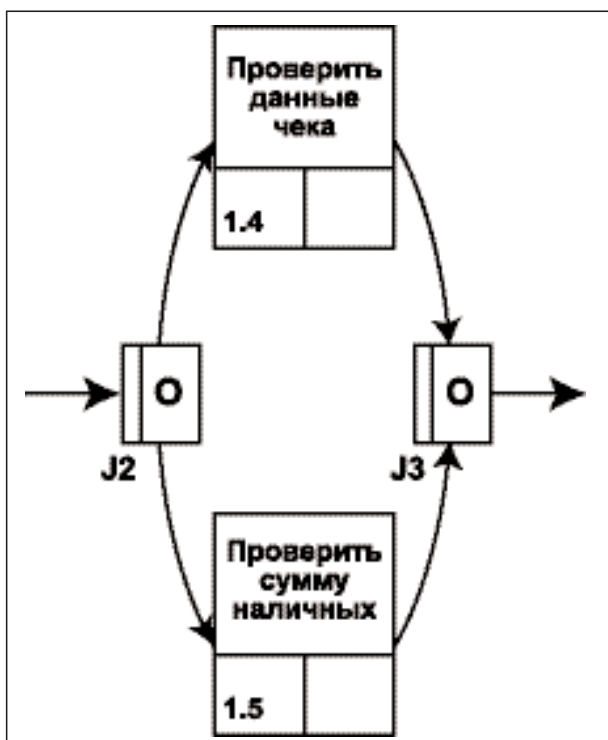 Проверить
данные
чека
1.4
O
O
J2
J3
Проверить
сумму
наличных
1.5